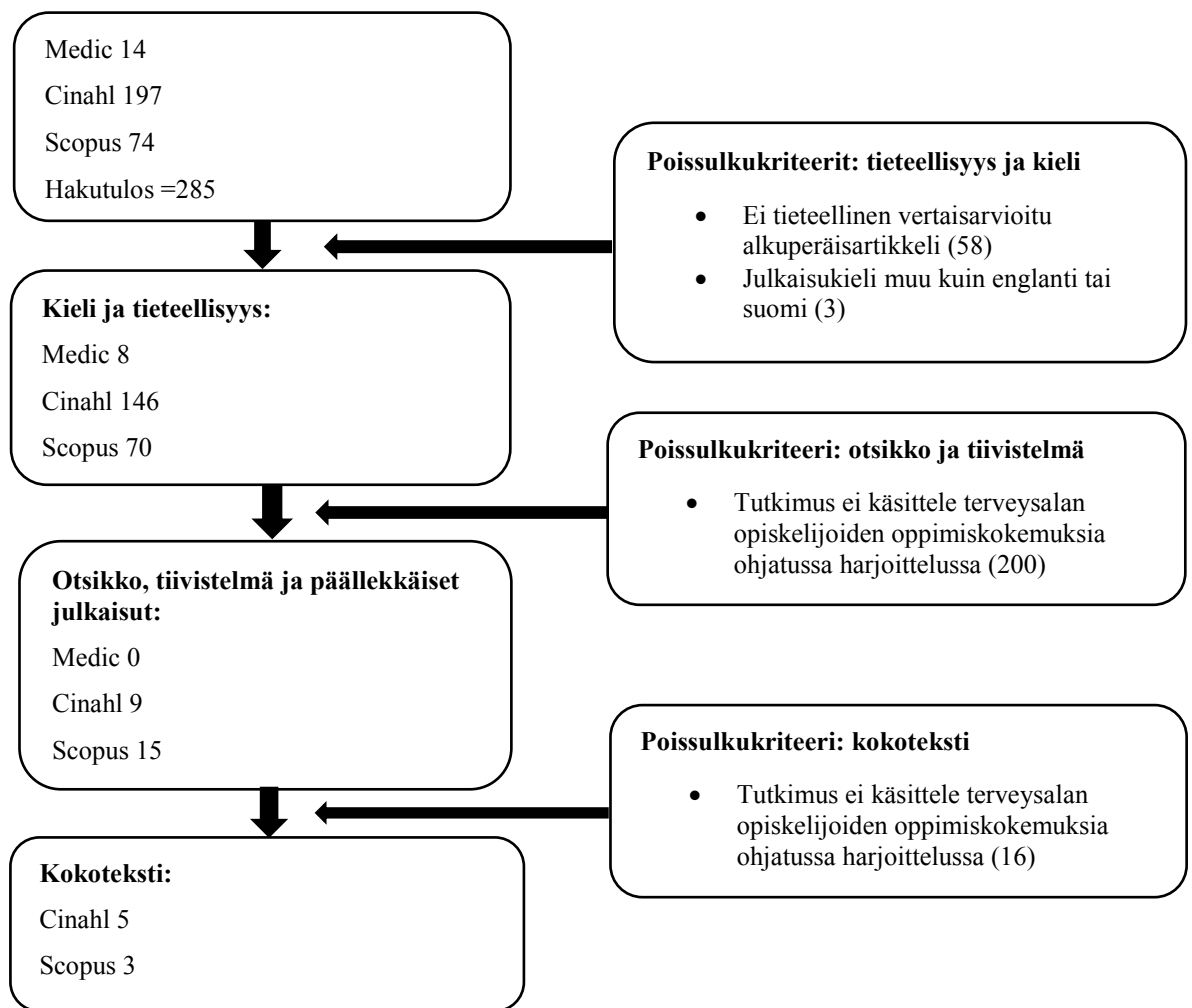 Medic 14
Cinahl 197
Scopus 74
Hakutulos =285
Poissulkukriteerit: tieteellisyys ja kieli
• Ei tieteellinen vertaisarvioitu
alkuperäisartikkeli (58)
• Julkaisukieli muu kuin englanti tai
suomi (3)
Kieli ja tieteellisyys:
Medic 8
Cinahl 146
Scopus 70
Poissulkukriteeri: otsikko ja tiivistelmä
• Tutkimus ei käsittele terveysalan
opiskelijoiden oppimiskokemuksia
ohjatussa harjoittelussa (200)
Otsikko, tiivistelmä ja päällekkäiset
julkaisut:
Medic 0
Cinahl 9
Scopus 15
Poissulkukriteeri: kokoteksti
• Tutkimus ei käsittele terveysalan
opiskelijoiden oppimiskokemuksia
ohjatussa harjoittelussa (16)
Kokoteksti:
Cinahl 5
Scopus 3